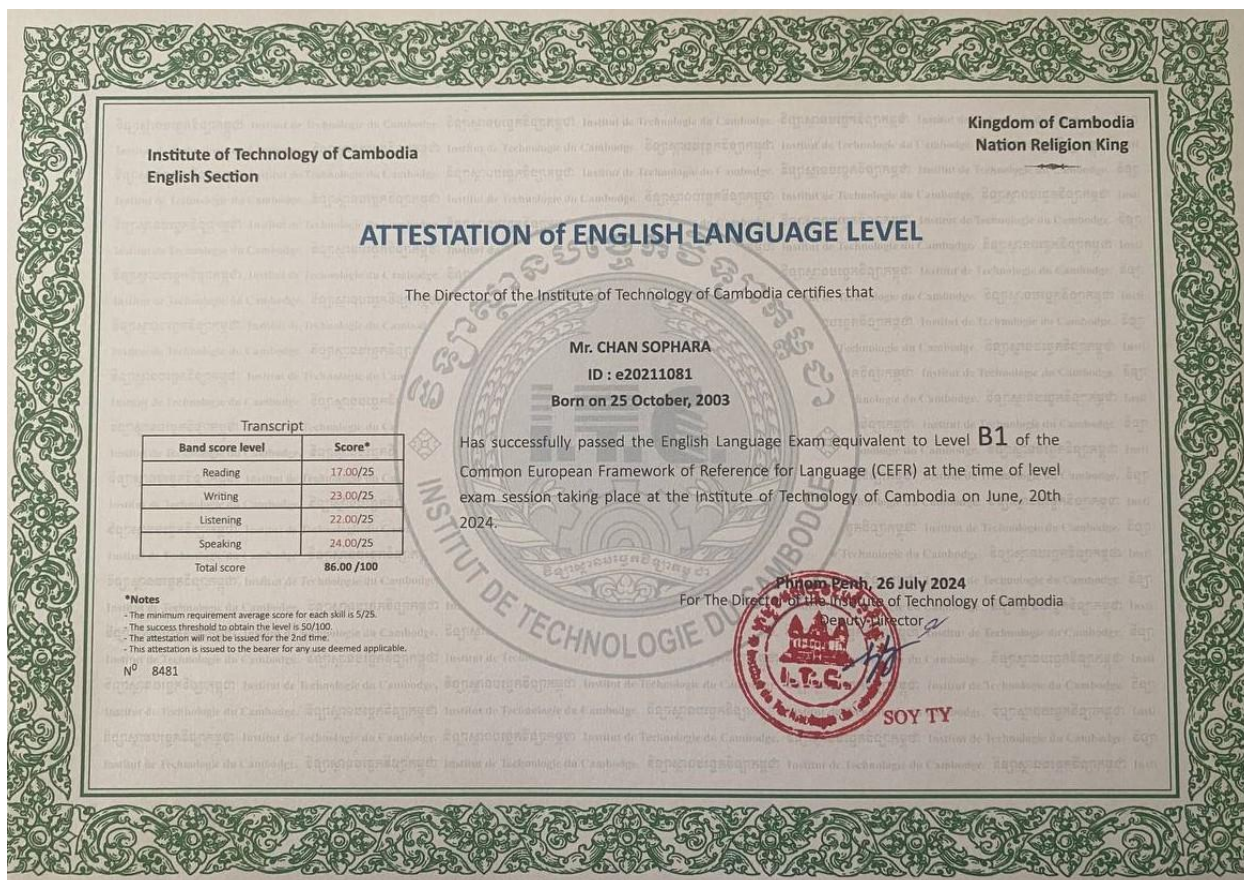 Institute of Technology of Cambodia
English Section
Kingdom of Cambodia
Nation Religion King
ATTESTATION of ENGLISH LANGUAGE LEVEL
The Director of the Institute of Technology of Cambodia certifies that
Mr. CHAN SOPHARA
ID : e20211081
Born on 25 October, 2003
Transcript
Band score level Score*
Reading 17.00/25
Writing 23.00/25
Listening 22.00/25
Speaking 24.00/25
Total score 86.00 /100
Has successfully passed the English Language Exam equivalent to Level B1 of the
Common European Framework of Reference for Language (CEFR) at the time of level
exam session taking place at the Institute of Technology of Cambodia on June, 20th
2024.
*Notes
- The minimum requirement average score for each skill is 5/25.
- The success threshold to obtain the level is 50/100.
- The attestation will not be issued for the 2nd time.
- This attestation is issued to the bearer for any use deemed applicable.
Nº 8481
Phnom Penh, 26 July 2024
For The Director of the Institute of Technology of Cambodia
Deputy Director
I.T.C.
SOY TY
ITC
INSTITUT DE TECHNOLOGIE DU CAMBODGE